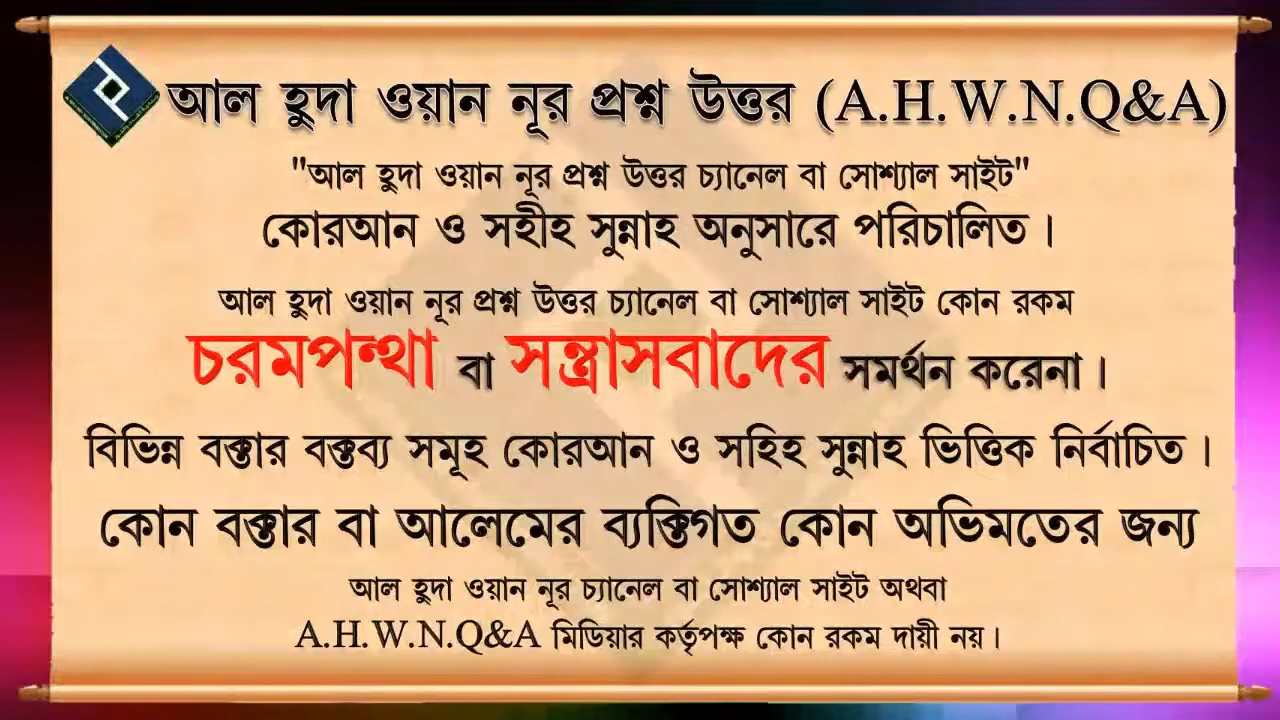 আল হুদা ওয়ান নূর প্রশ্ন উত্তর (A.H.W.N.Q&A)
"আল হুদা ওয়ান নূর প্রশ্ন উত্তর চ্যানেল বা সোশ্যাল সাইট"
কোরআন ও সহীহ সুন্নাহ অনুসারে পরিচালিত।
আল হুদা ওয়ান নূর প্রশ্ন উত্তর চ্যানেল বা সোশ্যাল সাইট কোন রকম
চরমপন্থা বা সন্ত্রাসবাদের সমর্থন করেনা।
বিভিন্ন বক্তার বক্তব্য সমূহ কোরআন ও সহিহ সুন্নাহ ভিত্তিক নির্বাচিত।
কোন বক্তার বা আলেমের ব্যক্তিগত কোন অভিমতের জন্য
আল হুদা ওয়ান নূর চ্যানেল বা সোশ্যাল সাইট অথবা
A.H.W.N.Q&A মিডিয়ার কর্তৃপক্ষ কোন রকম দায়ী নয়।